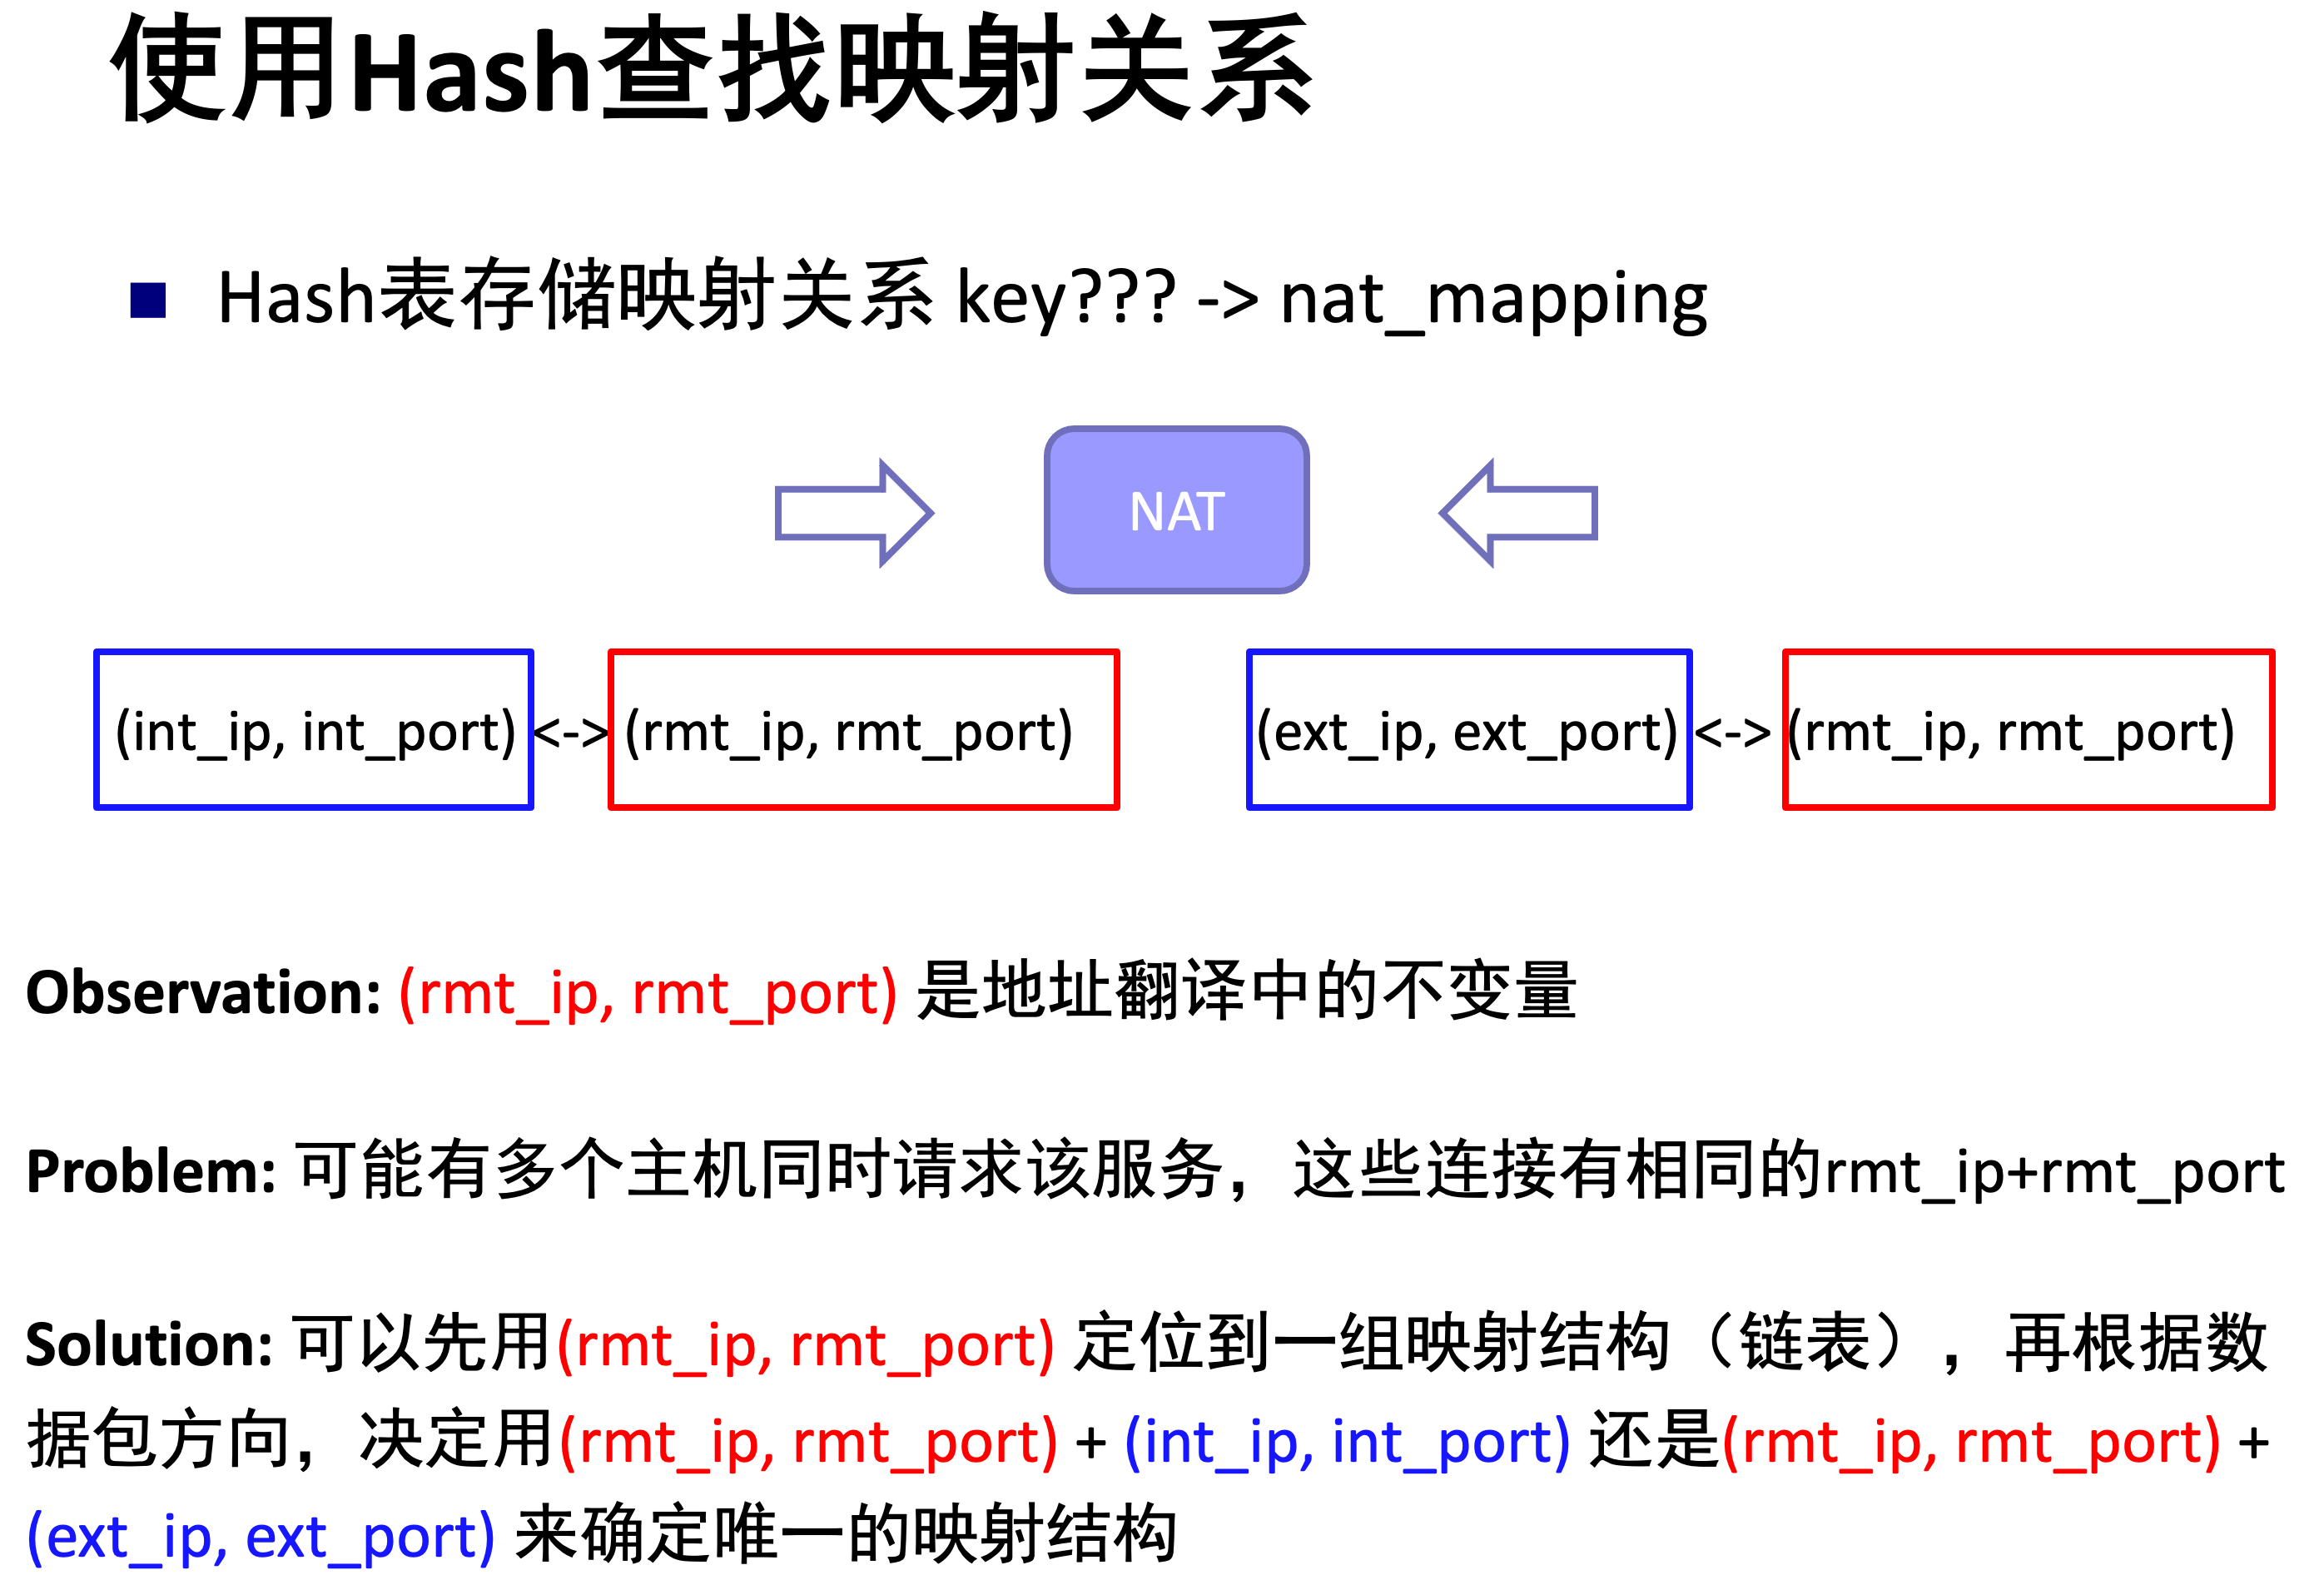 使用Hash查找映射关系
Hash表存储映射关系 key??? -> nat_mapping
NAT
(int_ip, int_port) <-> (rmt_ip, rmt_port)
(ext_ip, ext_port) <-> (rmt_ip, rmt_port)
Observation: (rmt_ip, rmt_port) 是地址翻译中的不变量
Problem: 可能有多个主机同时请求该服务，这些连接有相同的rmt_ip+rmt_port
Solution: 可以先用(rmt_ip, rmt_port) 定位到一组映射结构（链表），再根据数
据包方向，决定用(rmt_ip, rmt_port) + (int_ip, int_port) 还是(rmt_ip, rmt_port) +
(ext_ip, ext_port) 来确定唯一的映射结构